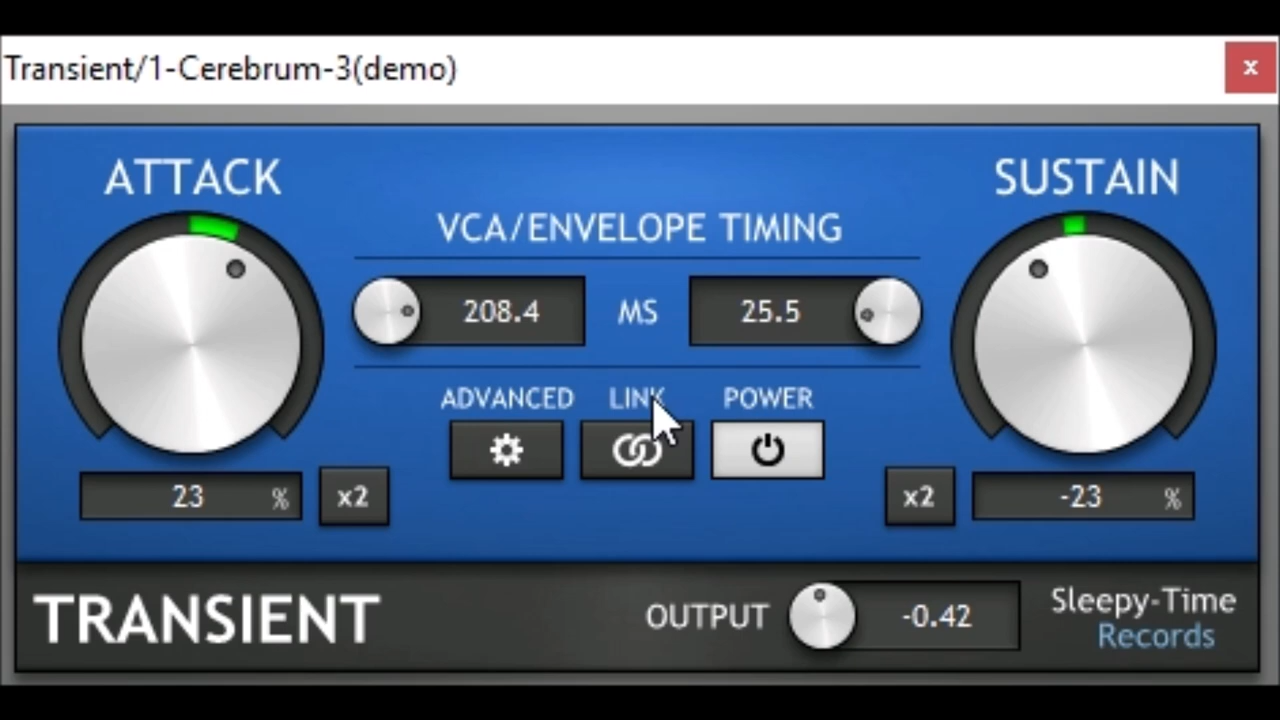 Transient/1-Cerebrum-3(demo)
x
ATTACK
SUSTAIN
VCA/ENVELOPE TIMING
208.4 MS 25.5
ADVANCED LINK POWER
23 % x2
x2 -23 %
TRANSIENT
OUTPUT -0.42
Sleepy-Time
Records